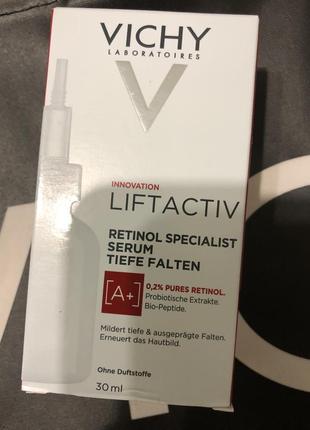 VICHY
LABORATOIRES
INNOVATION
LIFTACTIV
RETINOL SPECIALIST
SERUM
TIEFE FALTEN
[A+]
0,2% PURES RETINOL.
Probiotische Extrakte.
Bio-Peptide.
Mildert tiefe & ausgeprägte Falten.
Erneuert das Hautbild.
Ohne Duftstoffe
30 ml